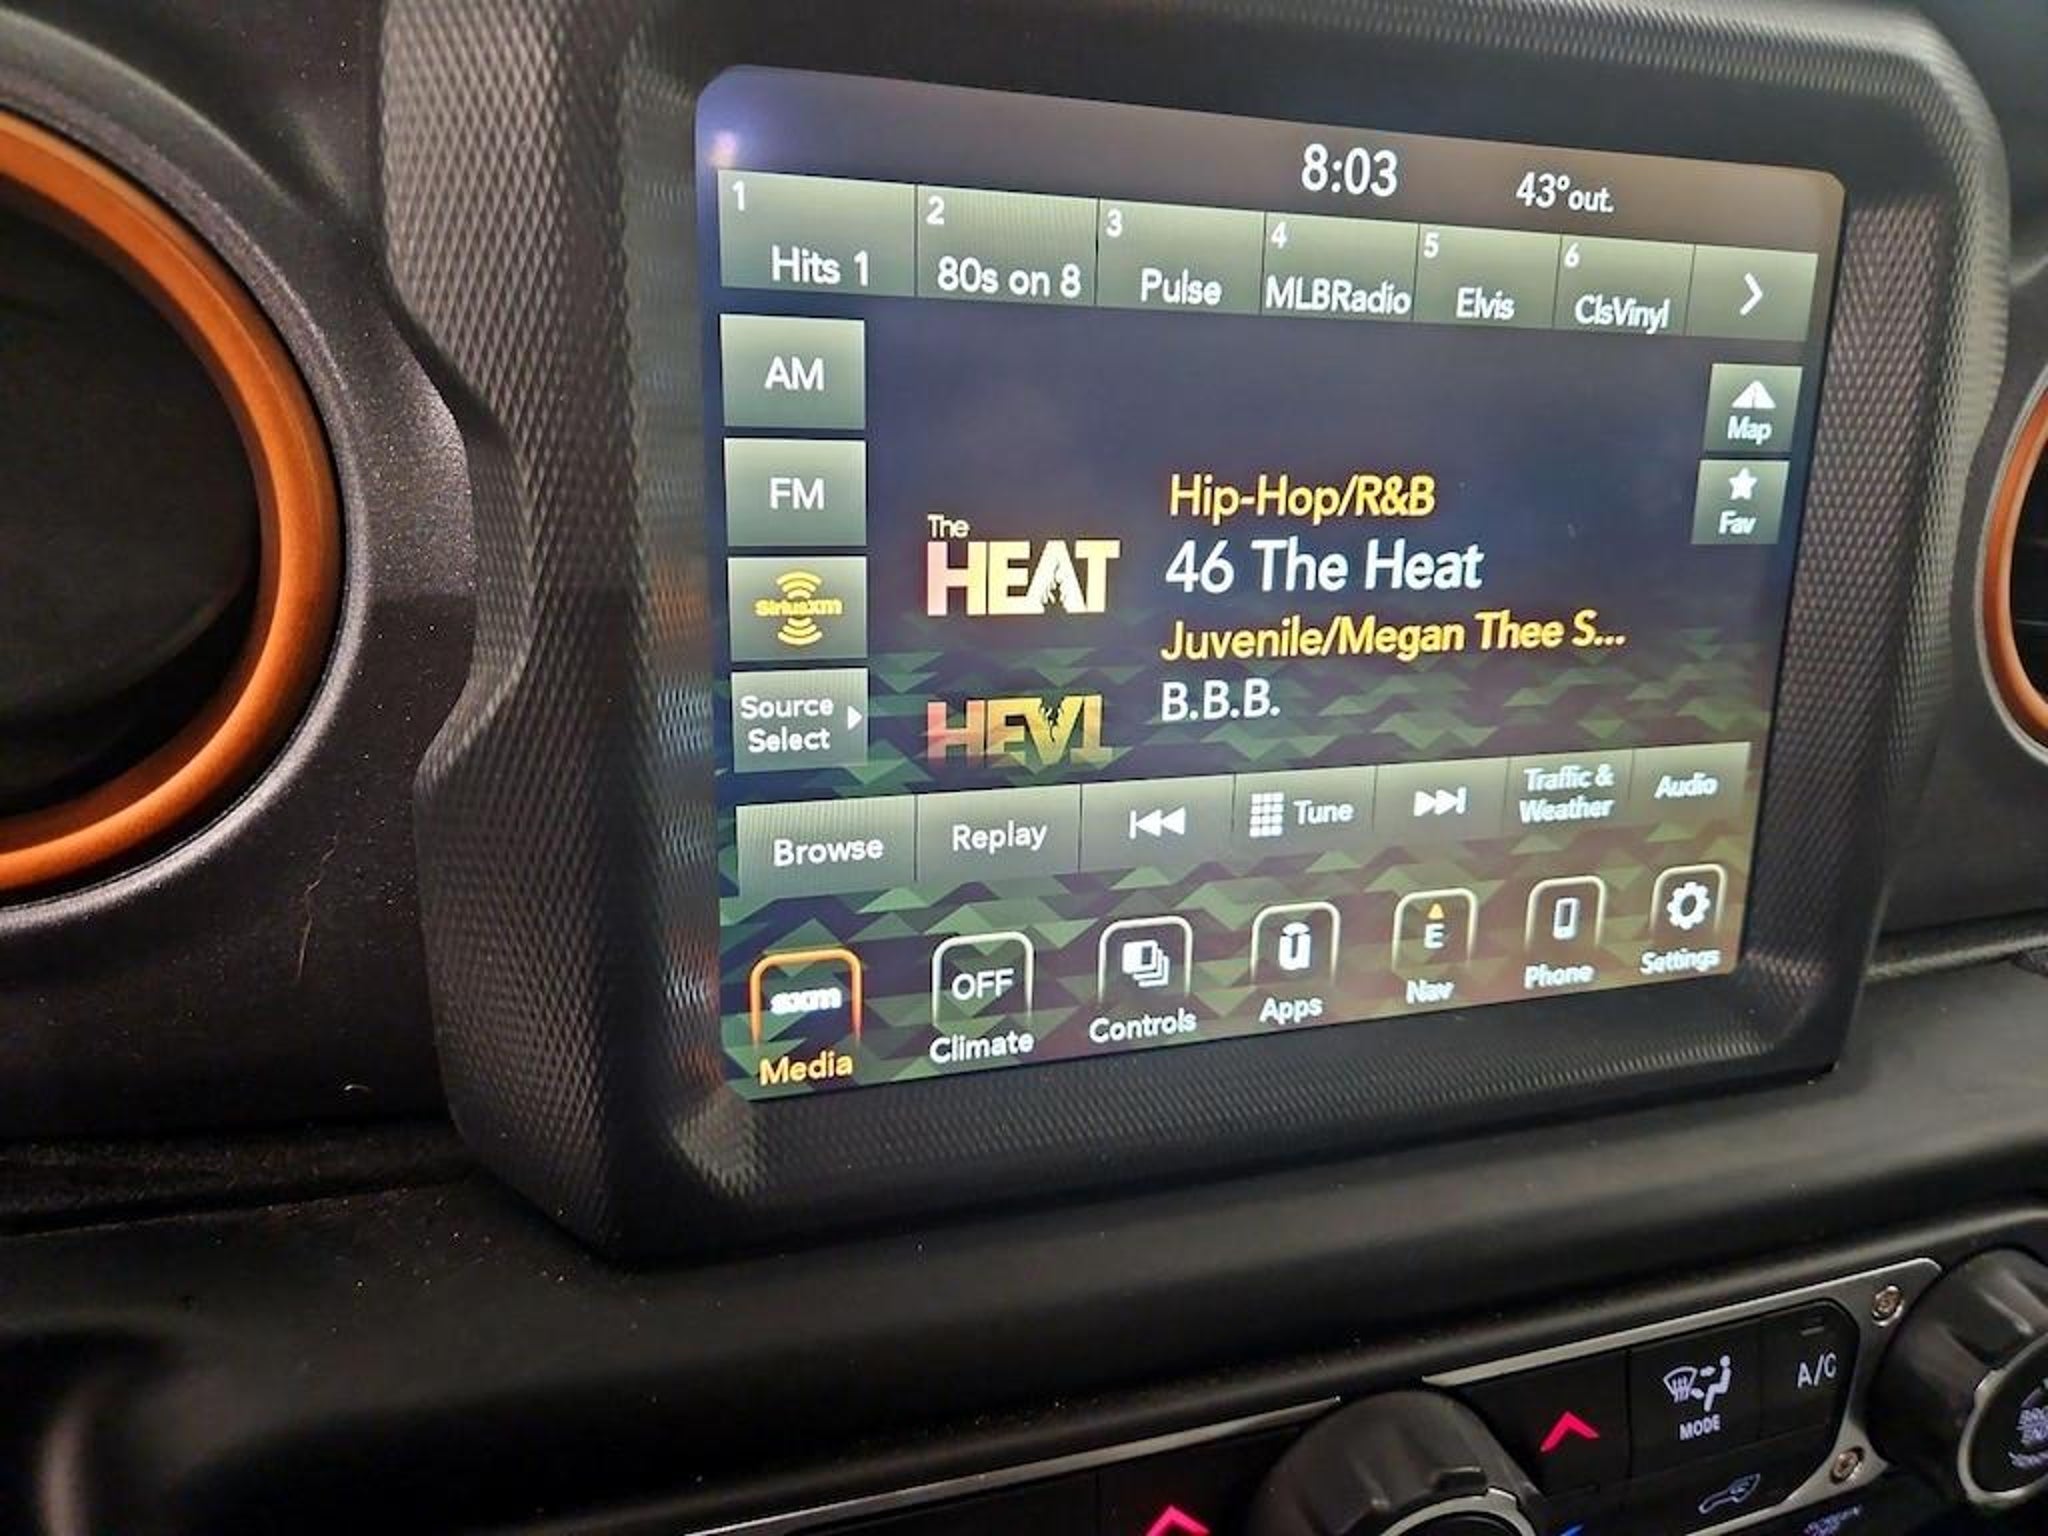 8:03 43°out.
1 2 3 4 5 6
Hits 1 80s on 8 Pulse MLBRadio Elvis ClsVinyl
AM
Map
FM
Fav
Hip-Hop/R&B
The
HEAT
46 The Heat
SiriusXM
Juvenile/Megan Thee S...
B.B.B.
Source
Select
Browse Replay Tune Traffic &
Weather
Audio
sxm OFF E
Media Climate Controls Apps Nav Phone Settings
MODE
A/C